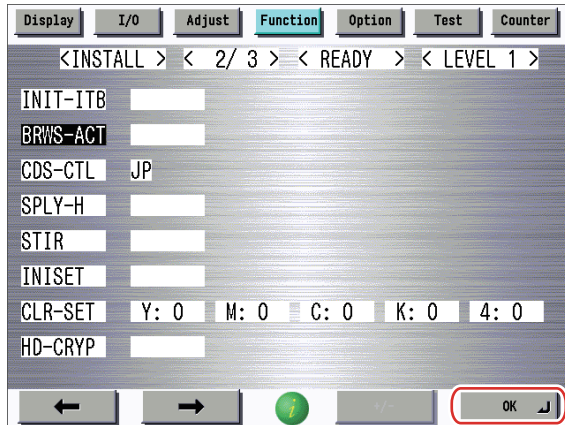 Display I/O Adjust Function Option Test Counter
<INSTALL > < 2/ 3 > < READY > < LEVEL 1 >
INIT-ITB
BRWS-ACT
CDS-CTL JP
SPLY-H
STIR
INISET
CLR-SET Y: 0 M: 0 C: 0 K: 0 4: 0
HD-CRYP
← → i +/- OK ↵